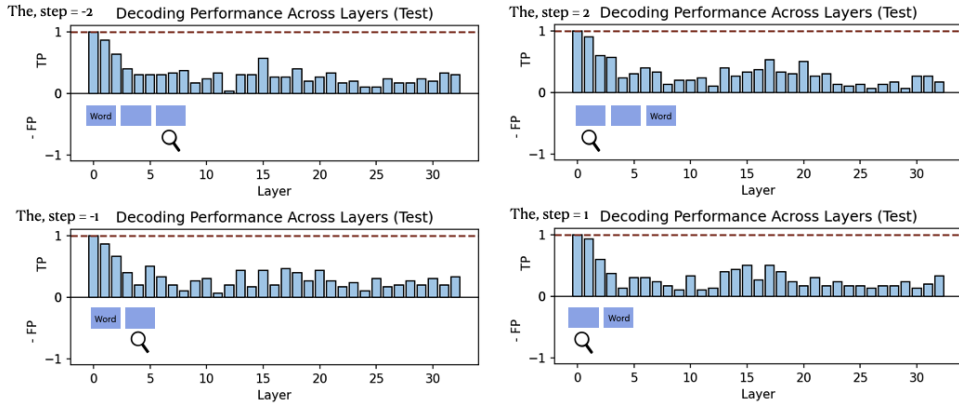 The, step = -2 Decoding Performance Across Layers (Test)
1
TP
0
Word
- FP
−1
0 5 10 15 20 25 30
Layer
The, step = 2 Decoding Performance Across Layers (Test)
1
TP
0
Word
- FP
−1
0 5 10 15 20 25 30
Layer
The, step = -1 Decoding Performance Across Layers (Test)
1
TP
0
Word
- FP
−1
0 5 10 15 20 25 30
Layer
The, step = 1 Decoding Performance Across Layers (Test)
1
TP
0
Word
- FP
−1
0 5 10 15 20 25 30
Layer